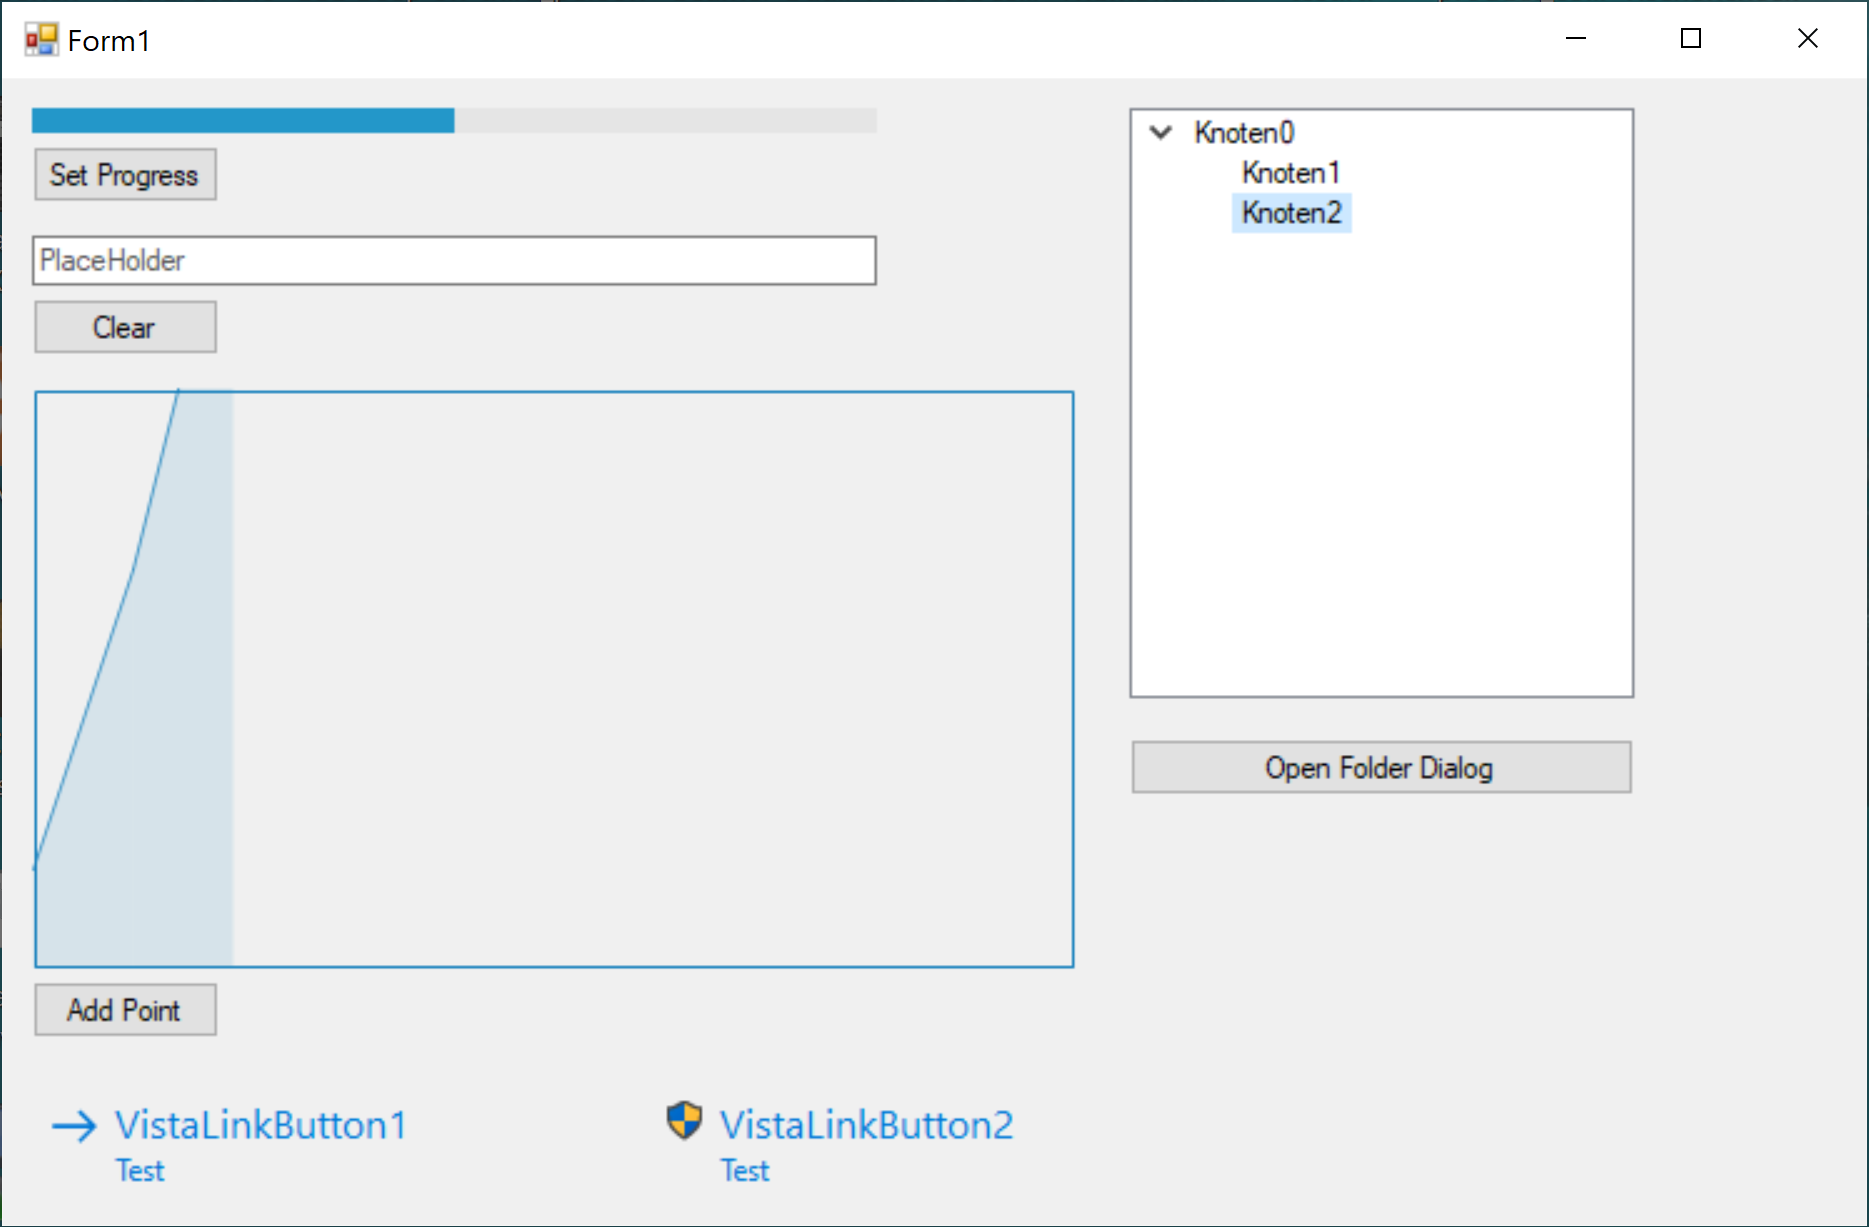 Form1
Set Progress
PlaceHolder
Clear
Add Point
VistaLinkButton1
Test
VistaLinkButton2
Test
Knoten0
Knoten1
Knoten2
Open Folder Dialog